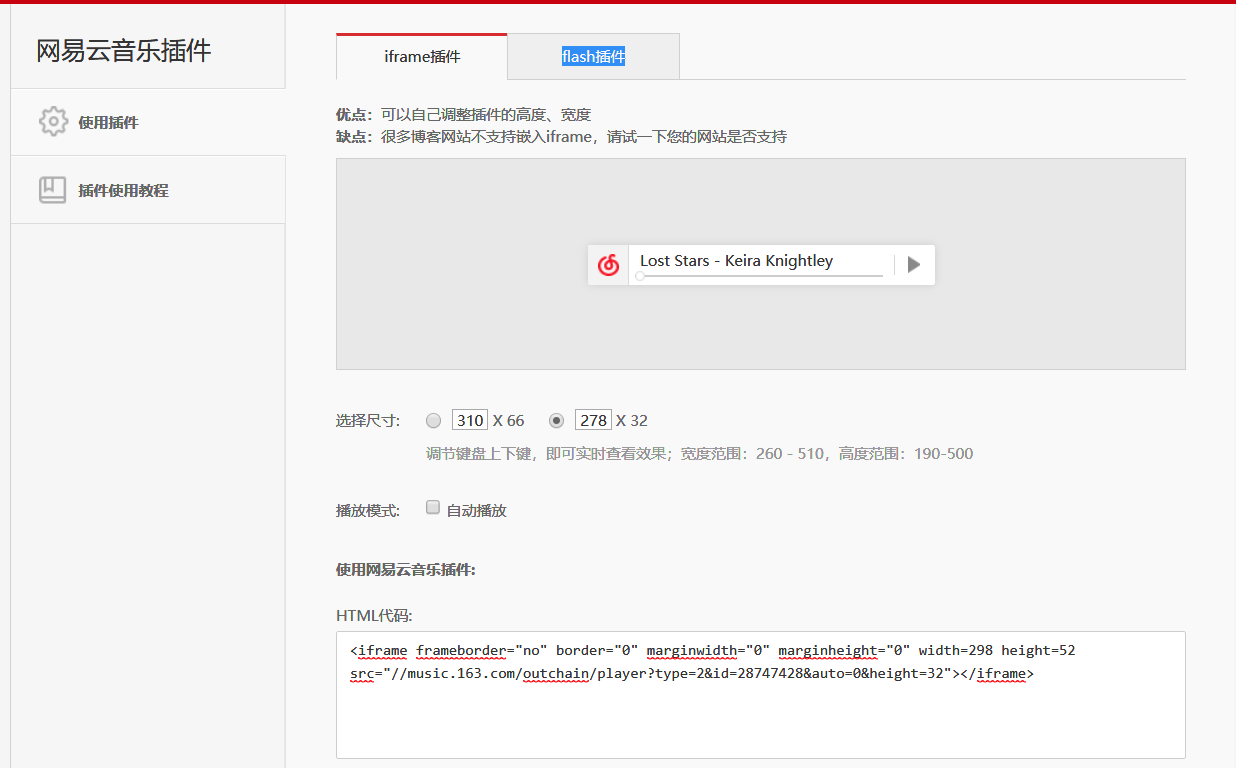 网易云音乐插件
使用插件
插件使用教程
iframe插件
flash插件
优点：可以自己调整插件的高度、宽度
缺点：很多博客网站不支持嵌入iframe，请试一下您的网站是否支持
Lost Stars - Keira Knightley
选择尺寸: 310 X 66 278 X 32
调节键盘上下键，即可实时查看效果；宽度范围：260 - 510，高度范围：190-500
播放模式: 自动播放
使用网易云音乐插件:
HTML代码:
<iframe frameborder="no" border="0" marginwidth="0" marginheight="0" width=298 height=52
src="//music.163.com/outchain/player?type=2&id=28747428&auto=0&height=32"></iframe>